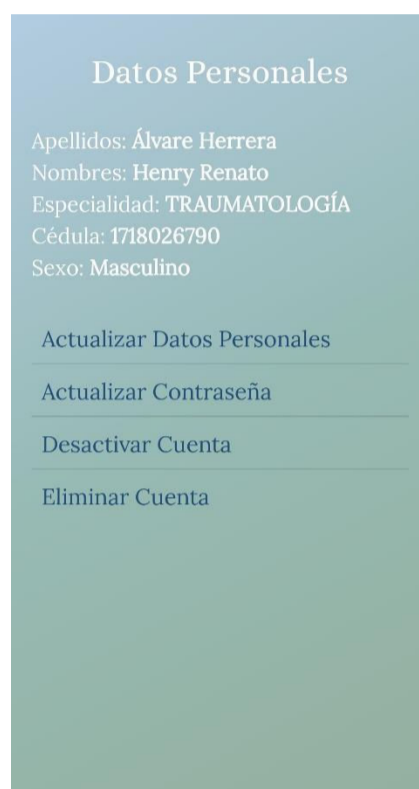 Datos Personales
Apellidos: Álvare Herrera
Nombres: Henry Renato
Especialidad: TRAUMATOLOGÍA
Cédula: 1718026790
Sexo: Masculino
Actualizar Datos Personales
Actualizar Contraseña
Desactivar Cuenta
Eliminar Cuenta